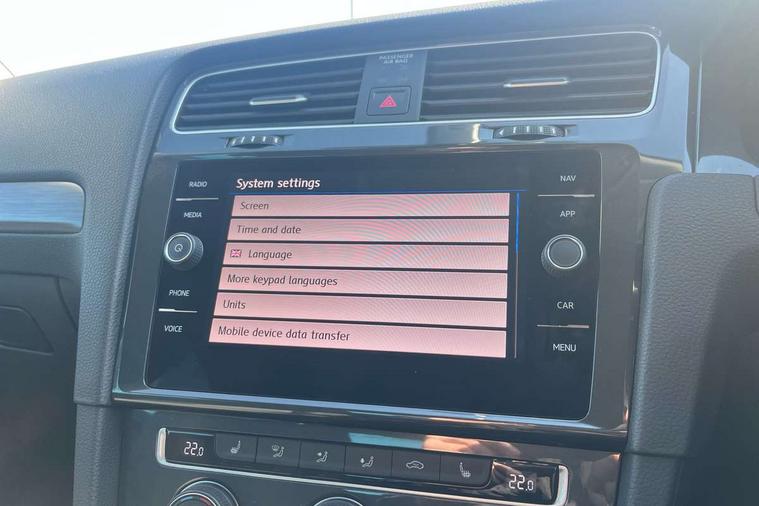 PASSENGER
AIR BAG
RADIO
MEDIA
PHONE
VOICE
System settings
Screen
Time and date
Language
More keypad languages
Units
Mobile device data transfer
NAV
APP
CAR
MENU
22.0
22.0